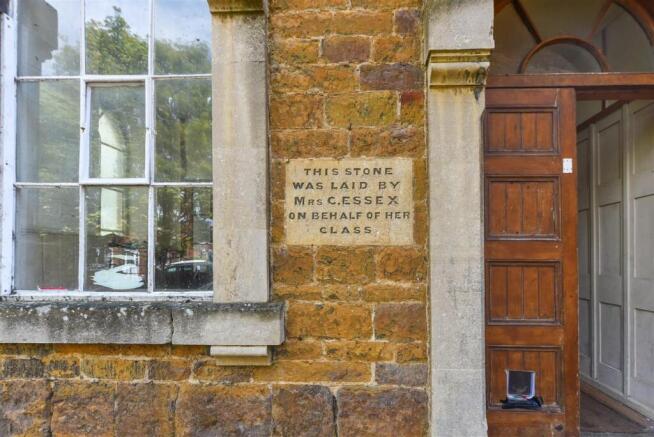 THIS STONE
WAS LAID BY
MRS C.ESSEX
ON BEHALF OF HER
CLASS